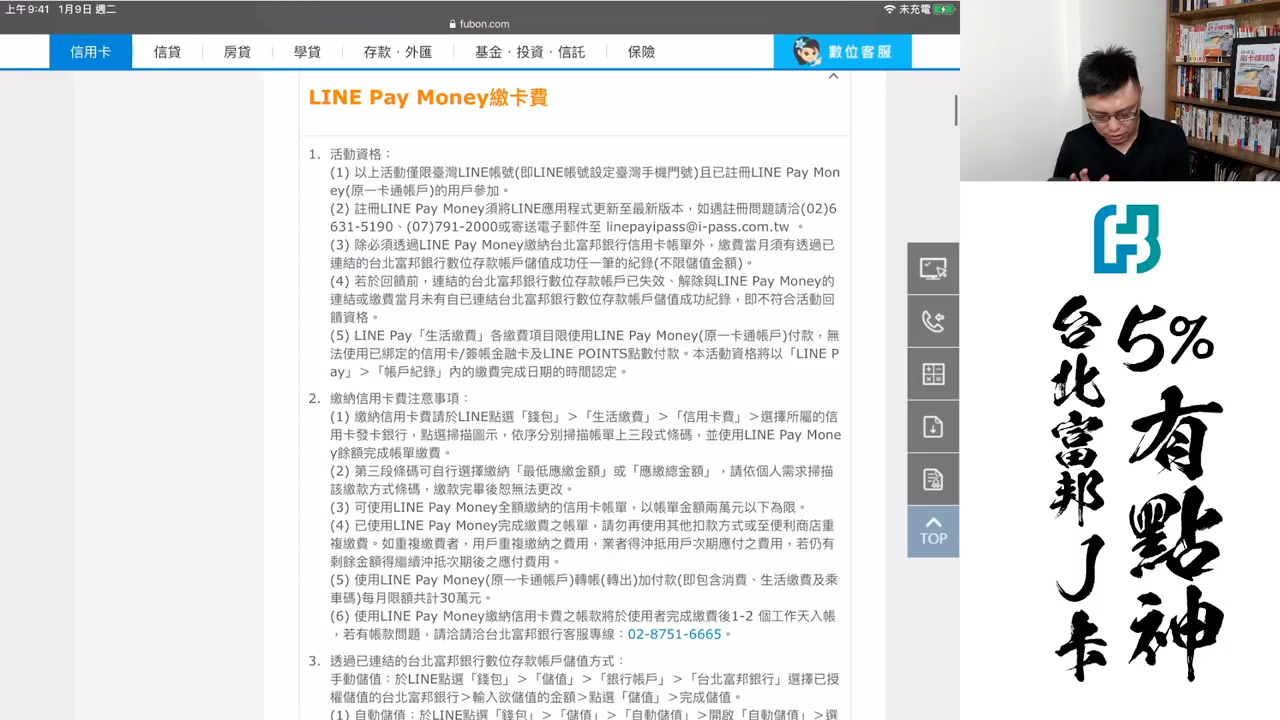 上午9:41 1月9日 週二
未充電
fubon.com
信用卡
信貸
房貸
學貸
存款‧外匯
基金‧投資‧信託
保險
數位客服
LINE Pay Money繳卡費
1. 活動資格：
(1) 以上活動僅限臺灣LINE帳號(即LINE帳號設定臺灣手機門號)且已註冊LINE Pay Mon
ey(原一卡通帳戶)的用戶參加。
(2) 註冊LINE Pay Money須將LINE應用程式更新至最新版本，如遇註冊問題請洽(02)6
631-5190、(07)791-2000或寄送電子郵件至 linepayipass@i-pass.com.tw 。
(3) 除必須透過LINE Pay Money繳納台北富邦銀行信用卡帳單外，繳費當月須有透過已
連結的台北富邦銀行數位存款帳戶儲值成功任一筆的紀錄(不限儲值金額)。
(4) 若於回饋前，連結的台北富邦銀行數位存款帳戶已失效、解除與LINE Pay Money的
連結或繳費當月未有自已連結台北富邦銀行數位存款帳戶儲值成功紀錄，即不符合活動回
饋資格。
(5) LINE Pay「生活繳費」各繳費項目限使用LINE Pay Money(原一卡通帳戶)付款，無
法使用已綁定的信用卡/簽帳金融卡及LINE POINTS點數付款。本活動資格將以「LINE P
ay」＞「帳戶紀錄」內的繳費完成日期的時間認定。
2. 繳納信用卡費注意事項：
(1) 繳納信用卡費請於LINE點選「錢包」＞「生活繳費」＞「信用卡費」＞選擇所屬的信
用卡發卡銀行，點選掃描圖示，依序分別掃描帳單上三段式條碼，並使用LINE Pay Mone
y餘額完成帳單繳費。
(2) 第三段條碼可自行選擇繳納「最低應繳金額」或「應繳總金額」，請依個人需求掃描
該繳款方式條碼，繳款完畢後恕無法更改。
(3) 可使用LINE Pay Money全額繳納的信用卡帳單，以帳單金額兩萬元以下為限。
(4) 已使用LINE Pay Money完成繳費之帳單，請勿再使用其他扣款方式或至便利商店重
複繳費。如重複繳費者，用戶重複繳納之費用，業者得沖抵用戶次期應付之費用，若仍有
剩餘金額得繼續沖抵次期後之應付費用。
(5) 使用LINE Pay Money(原一卡通帳戶)轉帳(轉出)加付款(即包含消費、生活繳費及乘
車碼)每月限額共計30萬元。
(6) 使用LINE Pay Money繳納信用卡費之帳款將於使用者完成繳費後1-2 個工作天入帳
，若有帳款問題，請洽請洽台北富邦銀行客服專線：02-8751-6665。
3. 透過已連結的台北富邦銀行數位存款帳戶儲值方式：
手動儲值：於LINE點選「錢包」＞「儲值」＞「銀行帳戶」＞「台北富邦銀行」選擇已授
權儲值的台北富邦銀行＞輸入欲儲值的金額＞點選「儲值」＞完成儲值。
(1) 自動儲值：於LINE點選「錢包」＞「儲值」＞「自動儲值」＞開啟「自動儲值」＞選
TOP
5%有點神
台北富邦J卡